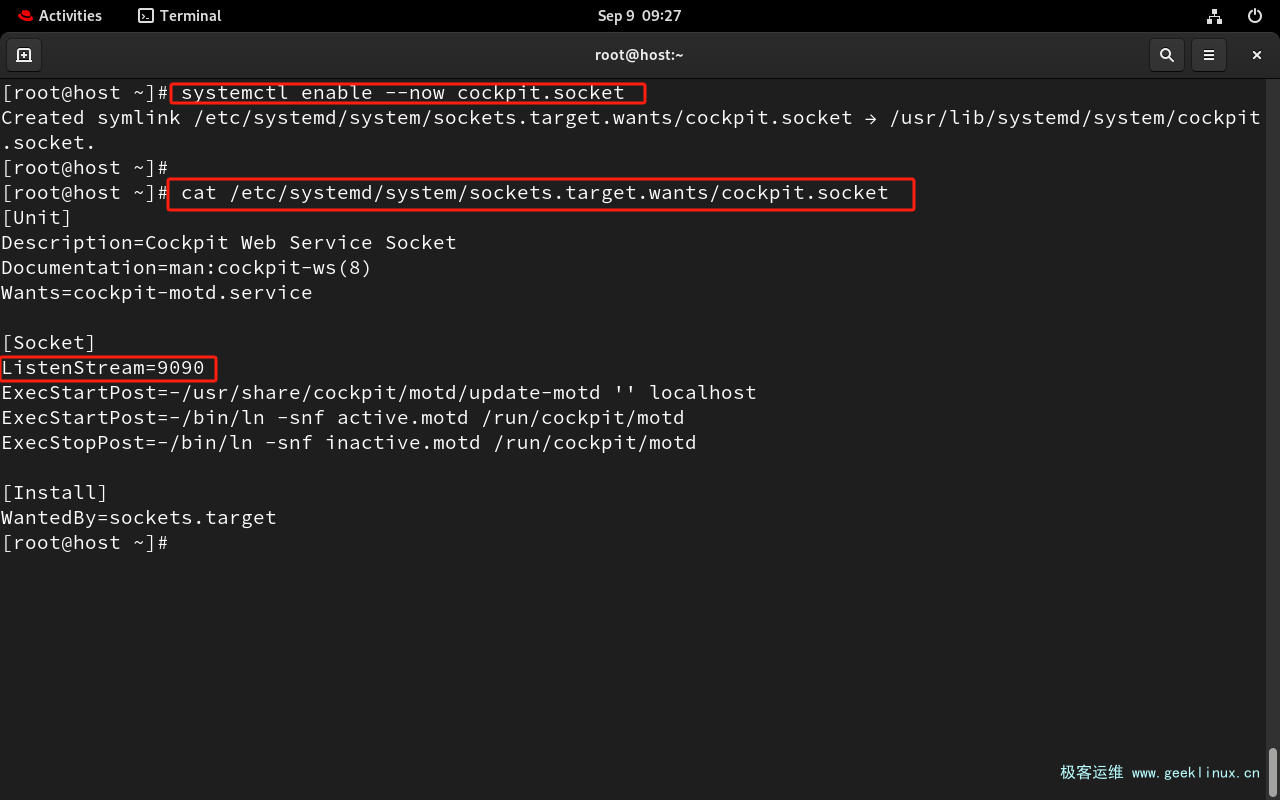 Activities Terminal Sep 9 09:27
root@host:~
[root@host ~]# systemctl enable --now cockpit.socket
Created symlink /etc/systemd/system/sockets.target.wants/cockpit.socket → /usr/lib/systemd/system/cockpit
.socket.
[root@host ~]#
[root@host ~]# cat /etc/systemd/system/sockets.target.wants/cockpit.socket
[Unit]
Description=Cockpit Web Service Socket
Documentation=man:cockpit-ws(8)
Wants=cockpit-motd.service

[Socket]
ListenStream=9090
ExecStartPost=-/usr/share/cockpit/motd/update-motd '' localhost
ExecStartPost=-/bin/ln -snf active.motd /run/cockpit/motd
ExecStopPost=-/bin/ln -snf inactive.motd /run/cockpit/motd

[Install]
WantedBy=sockets.target
[root@host ~]#
极客运维 www.geeklinux.cn